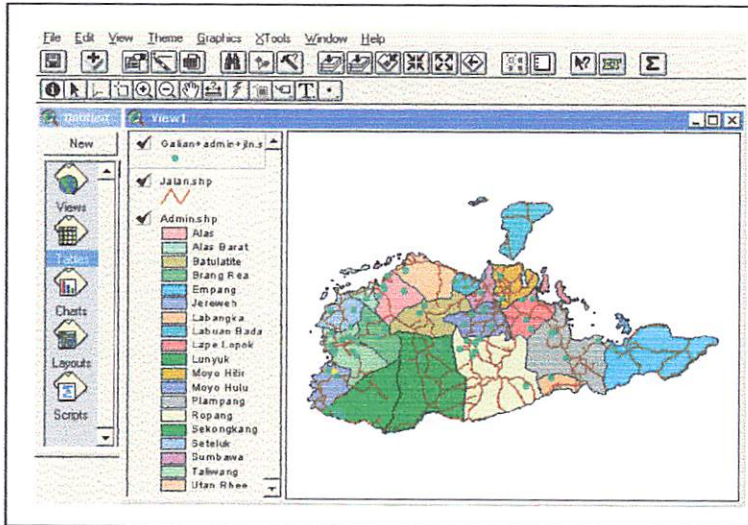 File Edit View Theme Graphics XTools Window Help
Untitled
View1
New
Views
Tables
Charts
Layouts
Scripts
Galian+admin+jln.s
Jalan.shp
Admin.shp
Alas
Alas Barat
Batulatite
Brang Rea
Empang
Jereweh
Labangka
Labuan Bada
Lape Lopok
Lunyuk
Moyo Hilir
Moyo Hulu
Plampang
Ropang
Sekongkang
Seteluk
Sumbawa
Taliwang
Utan Rhee